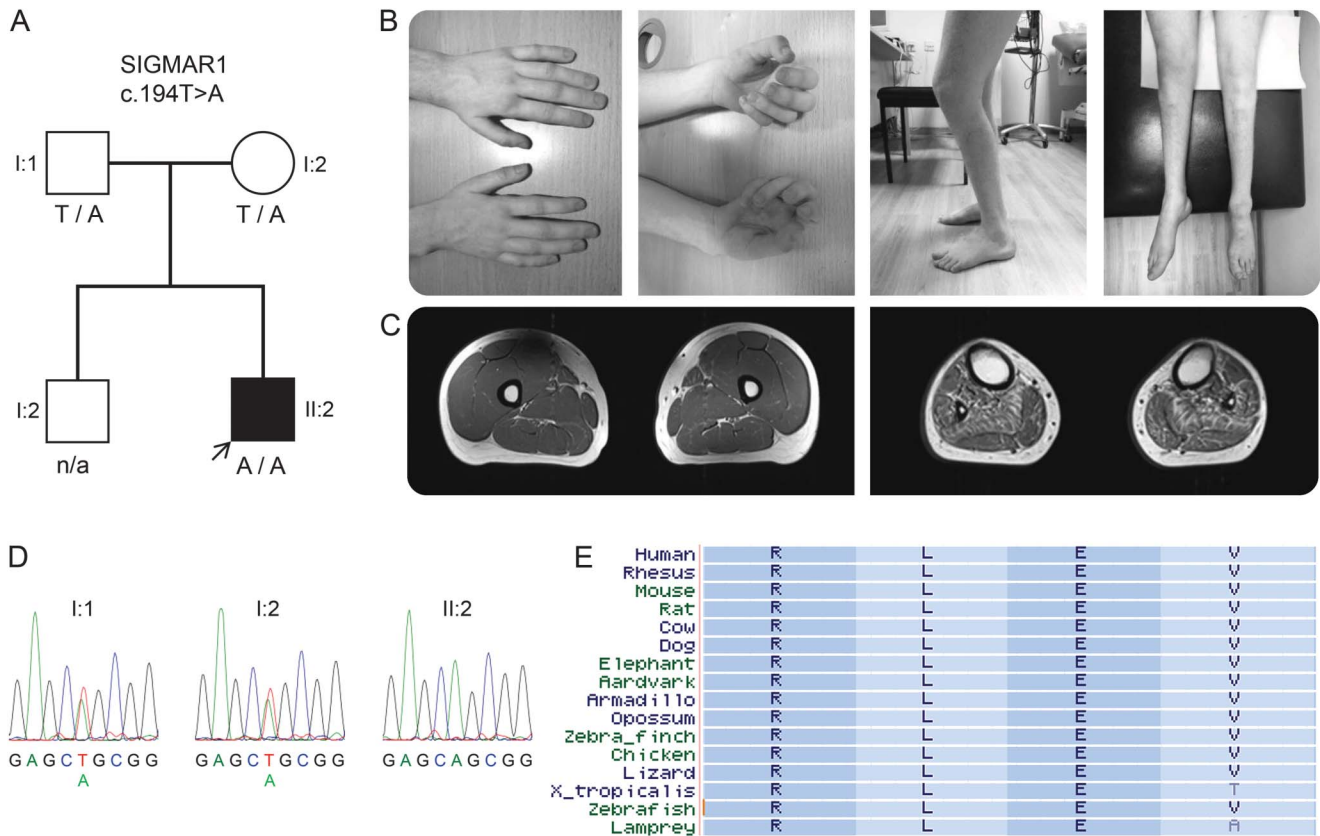 A
SIGMAR1
c.194T>A
I:1
I:2
T / A
T / A
I:2
II:2
n/a
A / A
B
C
D
I:1
I:2
II:2
GAGCTGCGG
A
GAGCTGCGG
A
GAGCAGCGG
E
Human R L E V
Rhesus R L E V
Mouse R L E V
Rat R L E V
Cow R L E V
Dog R L E V
Elephant R L E V
Aardvark R L E V
Armadillo R L E V
Opossum R L E V
Zebra_finch R L E V
Chicken R L E V
Lizard R L E V
X_tropicalis R L E T
Zebrafish R L E V
Lamprey R L E A